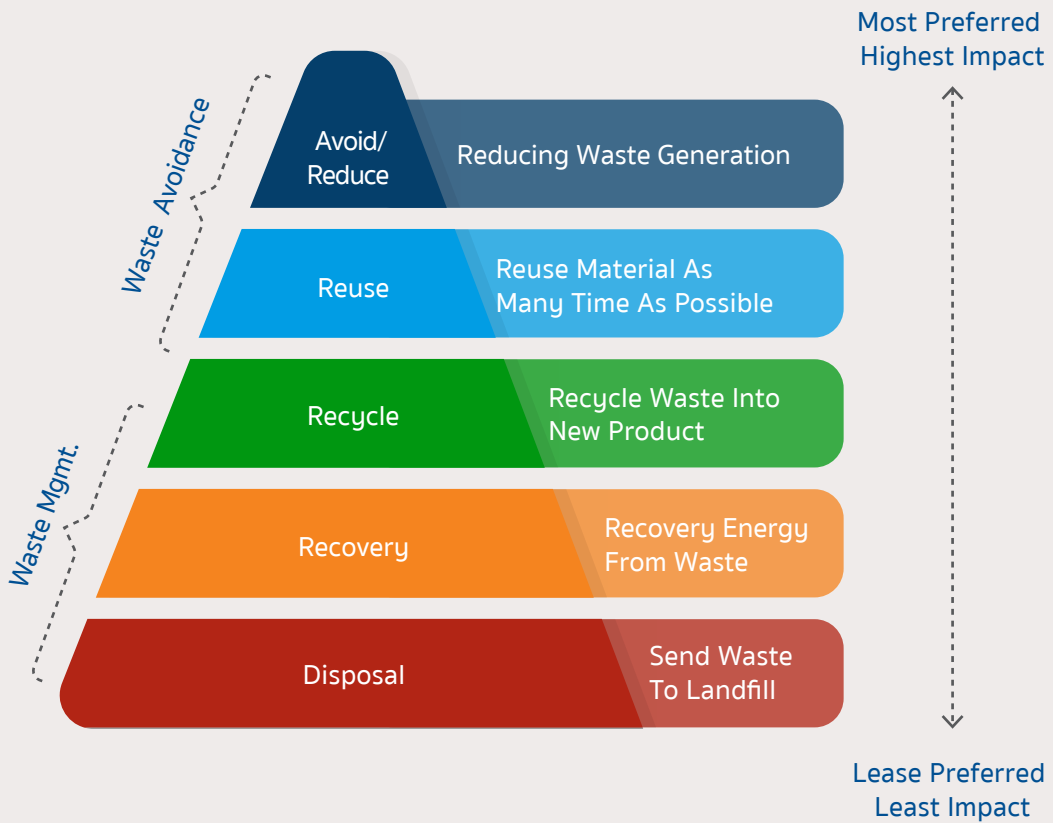 Most Preferred
Highest Impact
Waste Avoidance
Avoid/
Reduce
Reducing Waste Generation
Reuse
Reuse Material As
Many Time As Possible
Waste Mgmt.
Recycle
Recycle Waste Into
New Product
Recovery
Recovery Energy
From Waste
Disposal
Send Waste
To Landfill
Lease Preferred
Least Impact